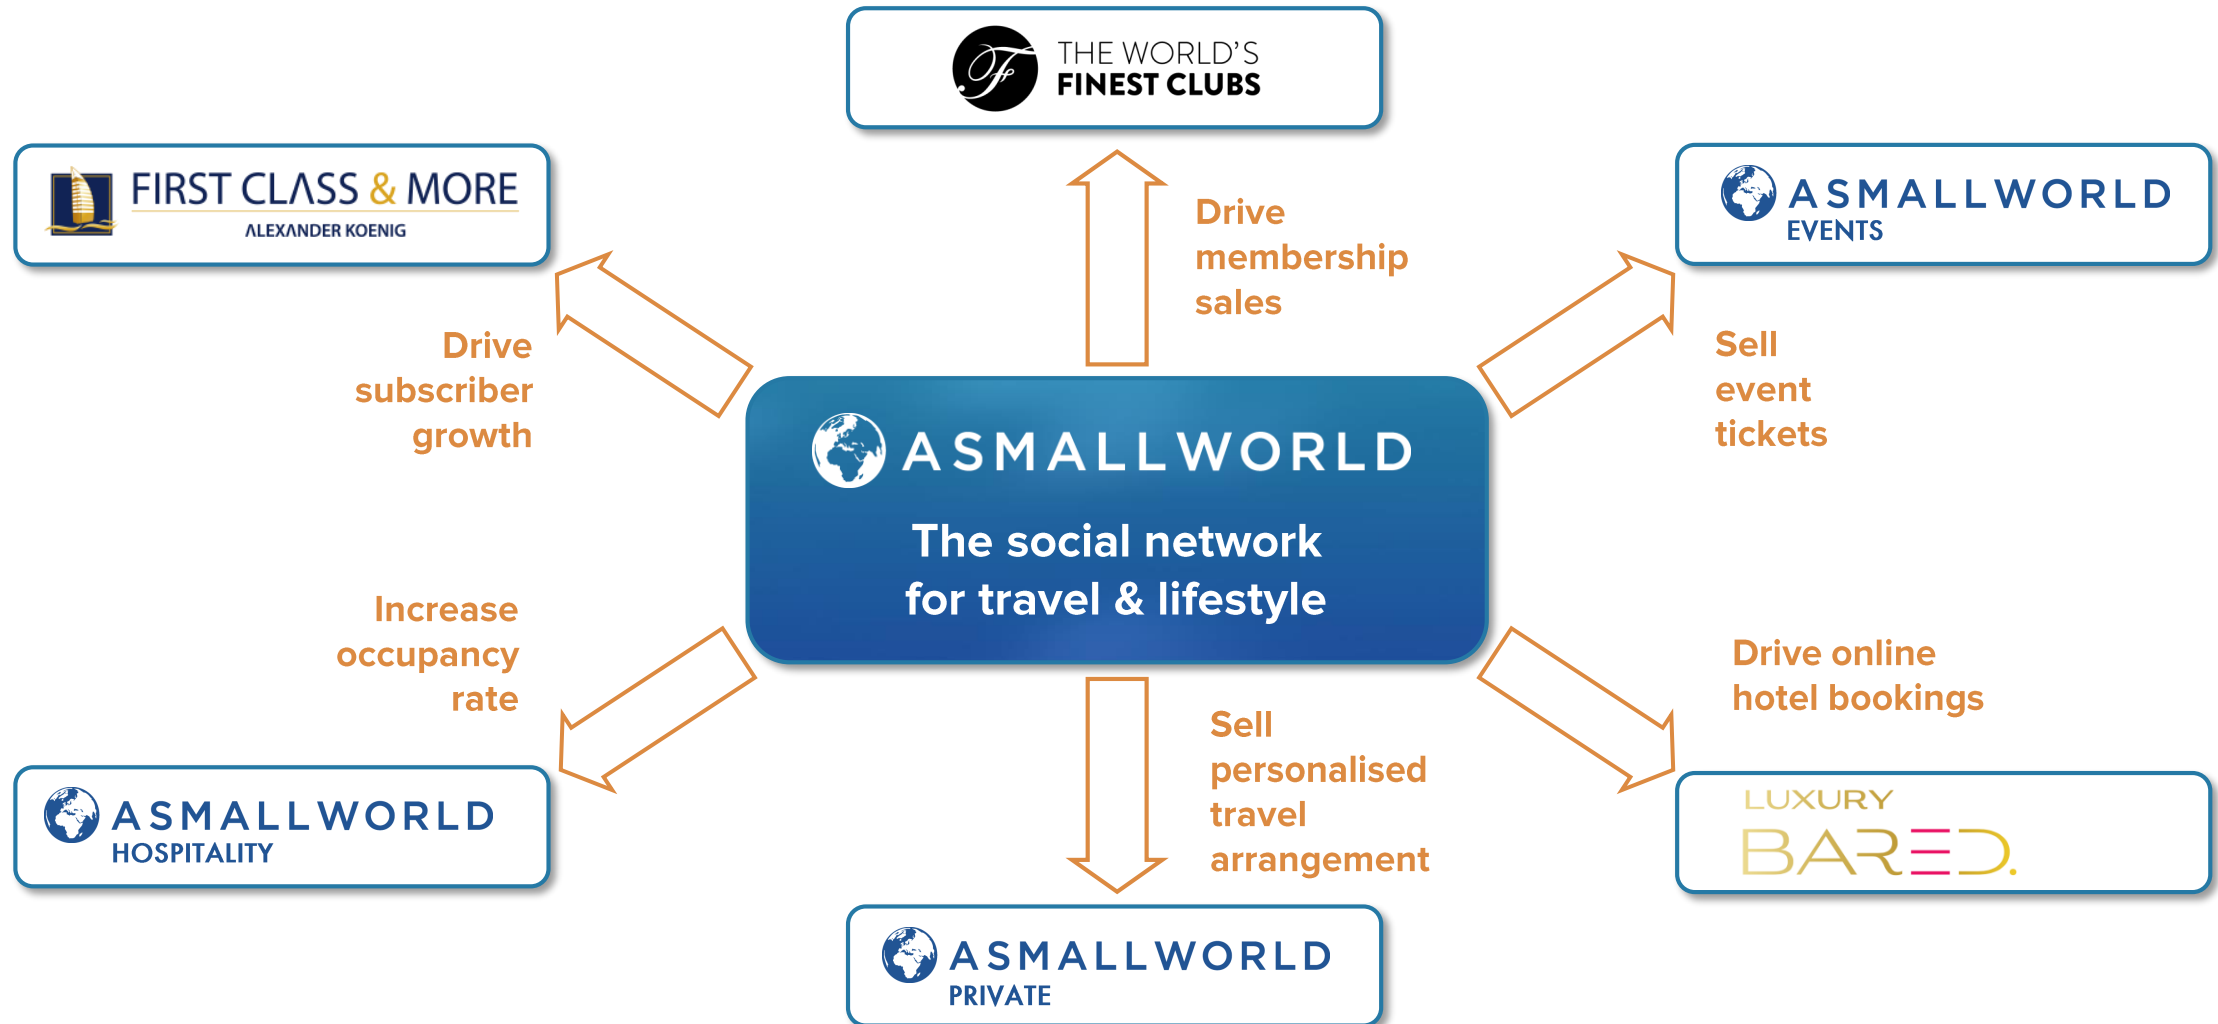 THE WORLD'S
FINEST CLUBS
FIRST CLASS & MORE
ALEXANDER KOENIG
ASMALLWORLD
EVENTS
Drive
membership
sales
Drive
subscriber
growth
Sell
event
tickets
ASMALLWORLD
The social network
for travel & lifestyle
Increase
occupancy
rate
Drive online
hotel bookings
Sell
personalised
travel
arrangement
ASMALLWORLD
HOSPITALITY
LUXURY
BARED.
ASMALLWORLD
PRIVATE